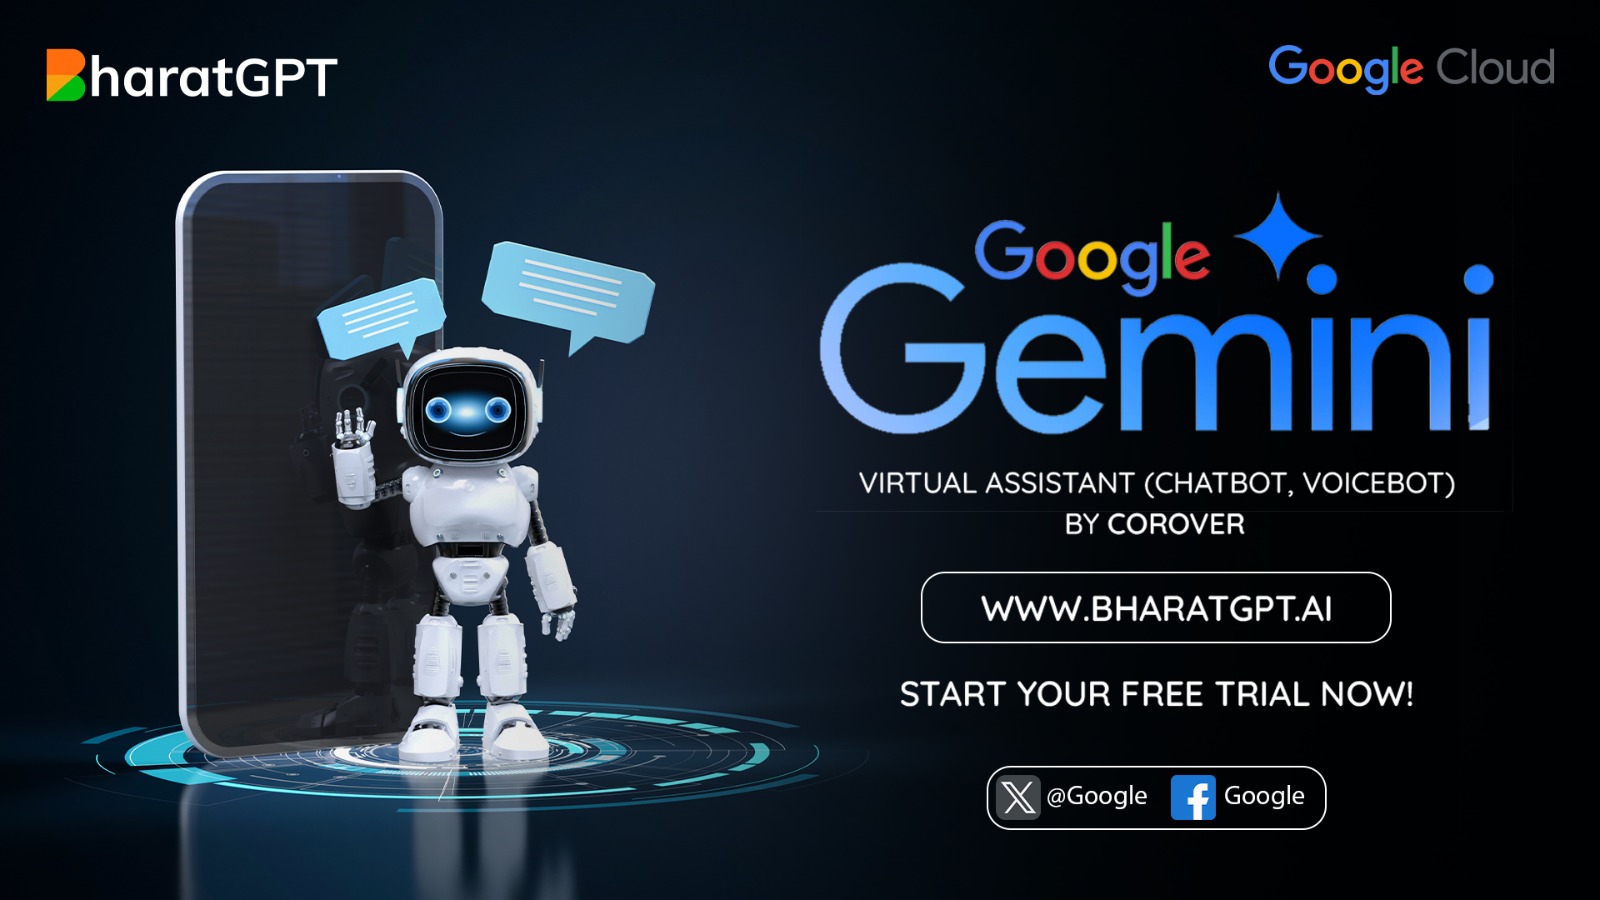 BharatGPT
Google Cloud
Google
Gemini
VIRTUAL ASSISTANT (CHATBOT, VOICEBOT)
BY COROVER
WWW.BHARATGPT.AI
START YOUR FREE TRIAL NOW!
@Google Google